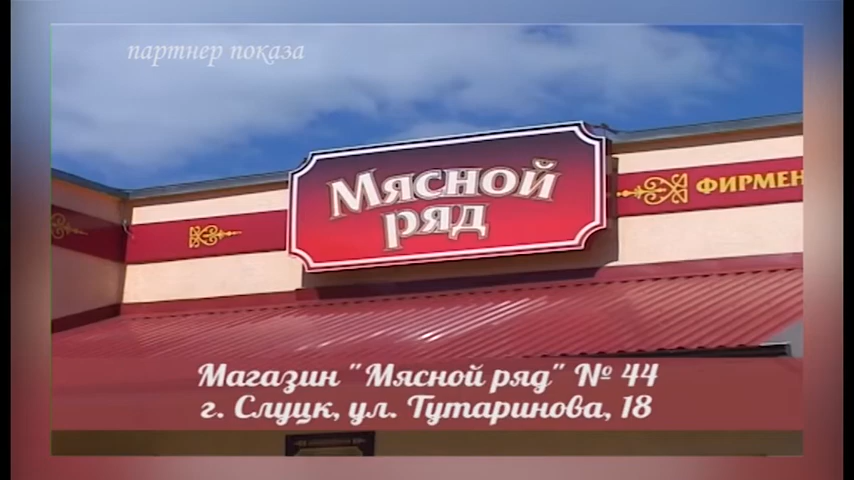 партнер показа
Мясной
ряд
ФИРМЕН
Магазин "Мясной ряд" № 44
г. Слуцк, ул. Тутаринова, 18